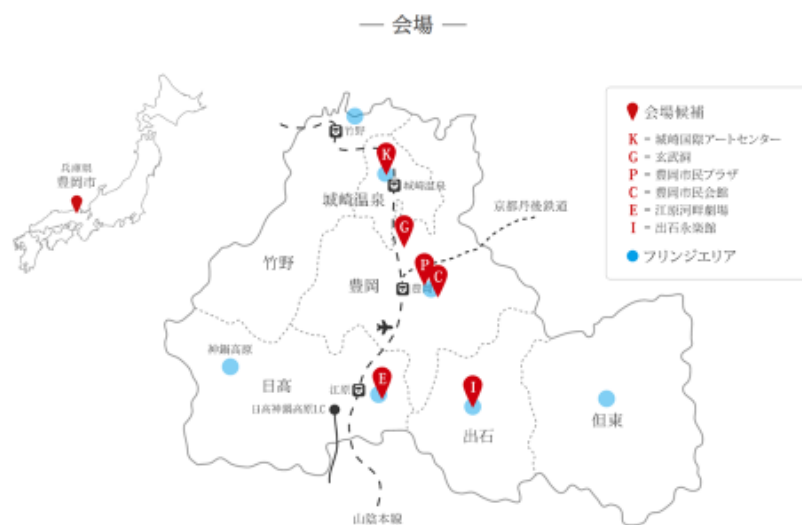 会場
兵庫県
豊岡市
会場候補
K = 城崎国際アートセンター
G = 玄武洞
P = 豊岡市民プラザ
C = 豊岡市民会館
E = 江原河畔劇場
I = 出石永楽館
フリンジエリア
竹野
K
城崎温泉
城崎温泉
京都丹後鉄道
G
竹野
豊岡
豊岡
P
C
神鍋高原
日高
江原
E
I
日高神鍋高原I.C
出石
但東
山陰本線